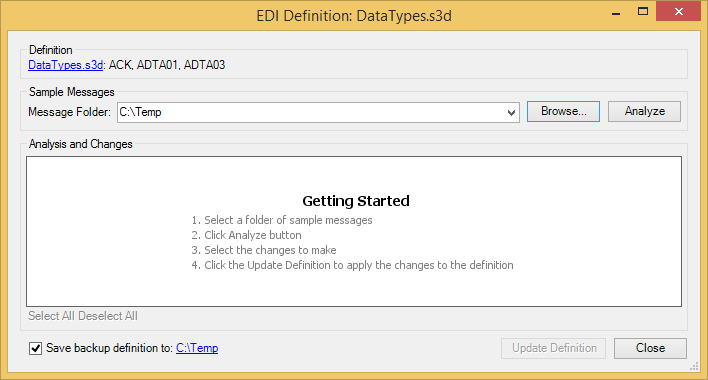 EDI Definition: DataTypes.s3d
Definition
DataTypes.s3d: ACK, ADTA01, ADTA03
Sample Messages
Message Folder: C:\Temp Browse... Analyze
Analysis and Changes
Getting Started
1. Select a folder of sample messages
2. Click Analyze button
3. Select the changes to make
4. Click the Update Definition to apply the changes to the definition
Select All Deselect All
Save backup definition to: C:\Temp Update Definition Close